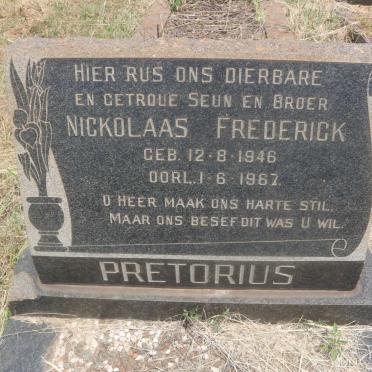 HIER RUS ONS DIERBARE
EN GETROUE SEUN EN BROER
NICKOLAAS FREDERICK
GEB. 12-8-1946
OORL. 1-6-1967.
U HEER MAAK ONS HARTE STIL,
MAAR ONS BESEF DIT WAS U WIL.
PRETORIUS